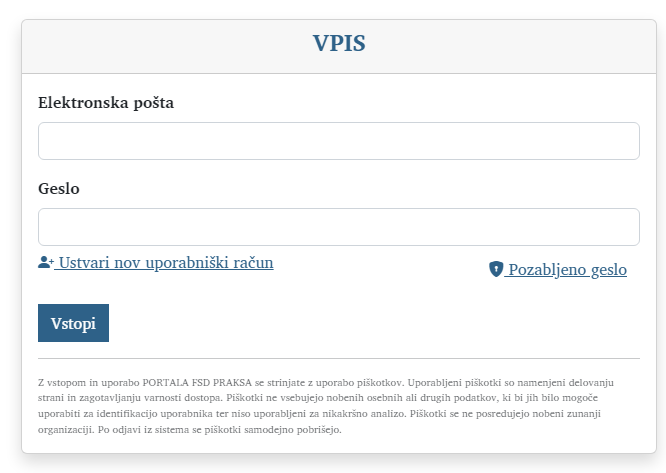 VPIS
Elektronska pošta
Geslo
Ustvari nov uporabniški račun
Pozabljeno geslo
Vstopi
Z vstopom in uporabo PORTALA FSD PRAKSA se strinjate z uporabo piškotkov. Uporabljeni piškotki so namenjeni delovanju
strani in zagotavljanju varnosti dostopa. Piškotki ne vsebujejo nobenih osebnih ali drugih podatkov, ki bi jih bilo mogoče
uporabiti za identifikacijo uporabnika ter niso uporabljeni za nikakršno analizo. Piškotki se ne posredujejo nobeni zunanji
organizaciji. Po odjavi iz sistema se piškotki samodejno pobrišejo.